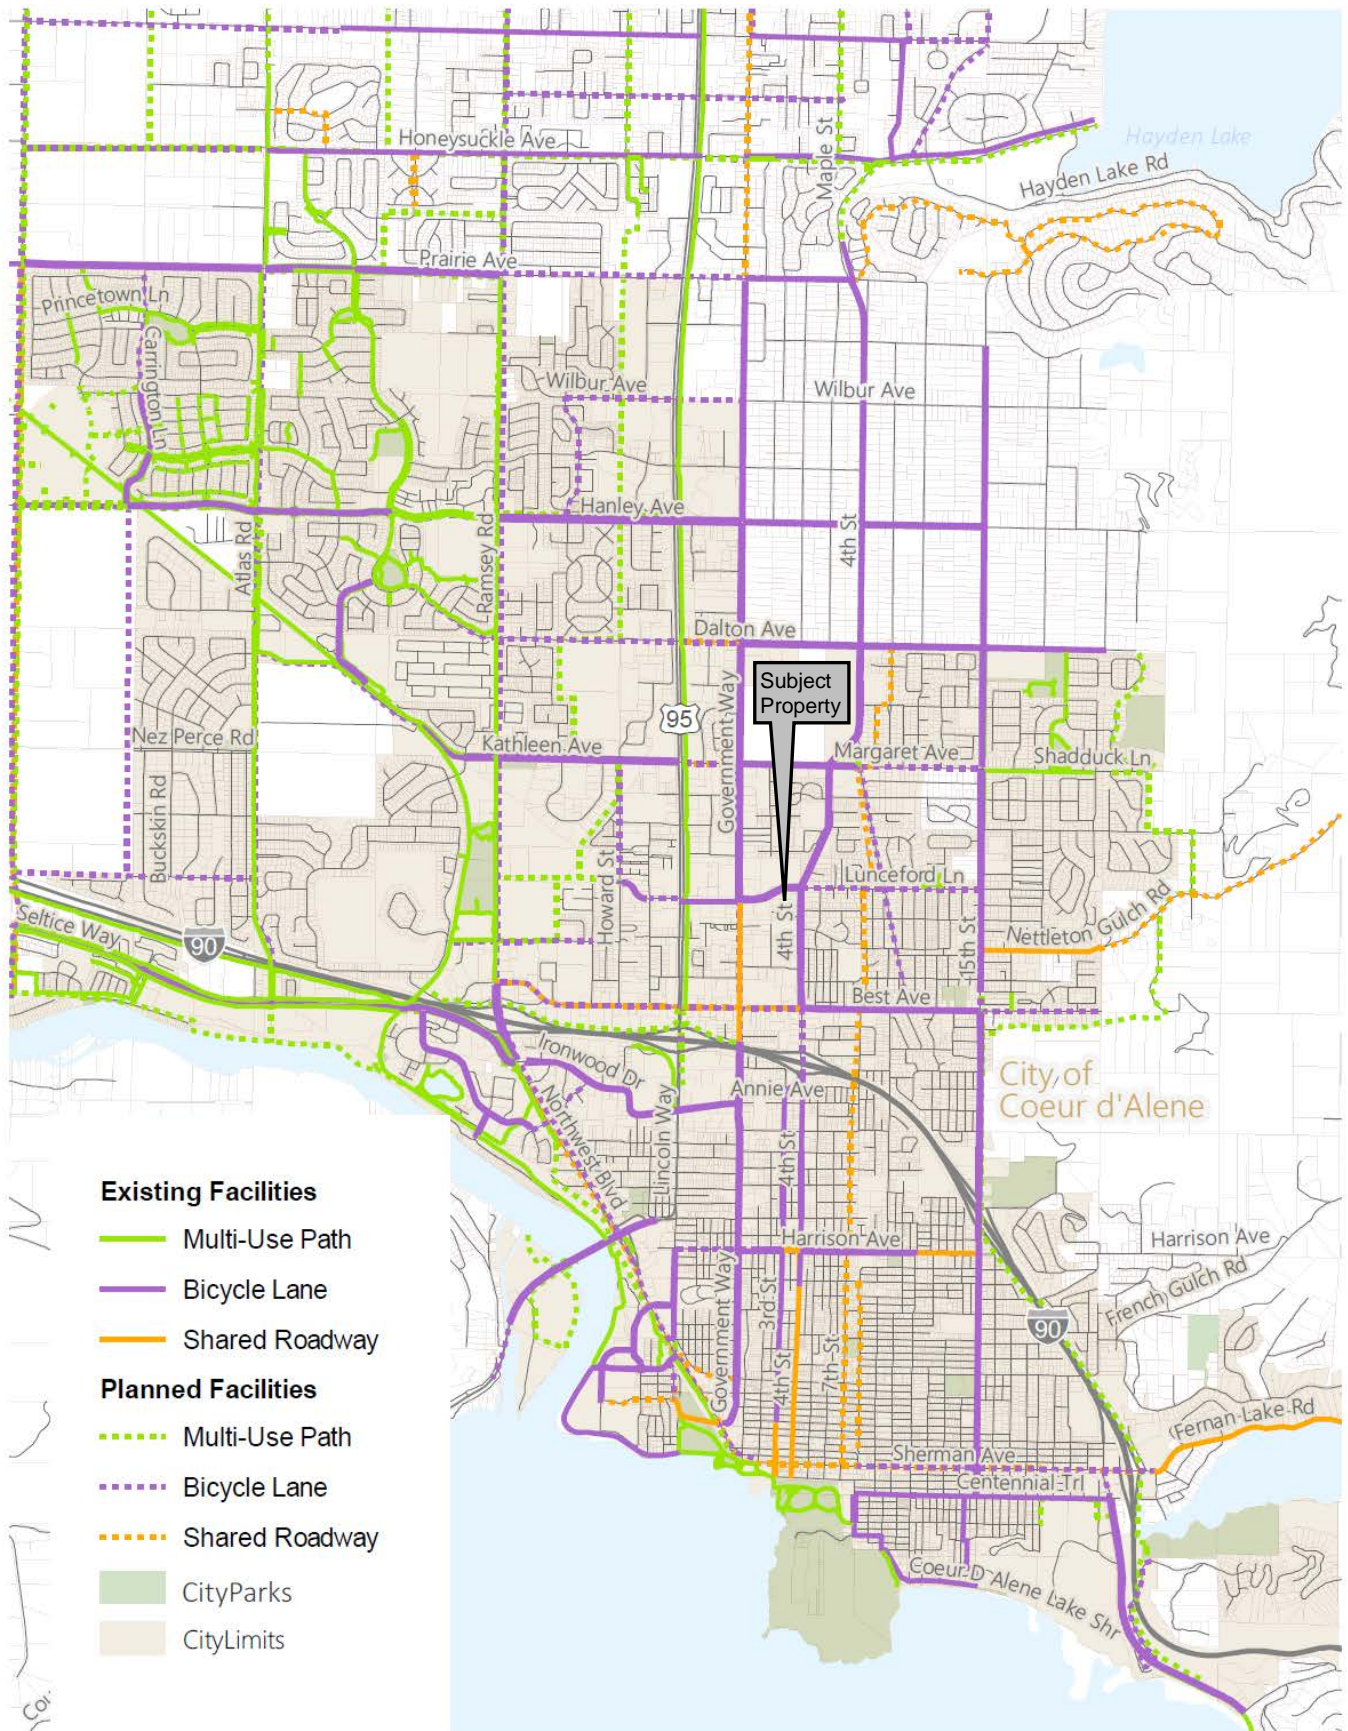 Honeysuckle Ave
Maple St
Hayden Lake
Hayden Lake Rd
Prairie Ave
Princetown Ln
Carrington Ln
Wilbur Ave
Wilbur Ave
Hanley Ave
4th St
Atlas Rd
Ramsey Rd
Dalton Ave
Subject
Property
Government Way
95
Nez Perce Rd
Kathleen Ave
Margaret Ave
Shadduck Ln
Buckskin Rd
Howard St
Lunceford Ln
4th St
15th St
Nettleton Gulch Rd
Seltice Way
90
Best Ave
Ironwood Dr
Annie Ave
City of
Coeur d'Alene
Northwest Blvd
Lincoln Way
4th St
Harrison Ave
Harrison Ave
French Gulch Rd
Government Way
3rd St
4th St
7th St
90
Fernan Lake Rd
Sherman Ave
Centennial Trl
Coeur D'Alene Lake Shr
Existing Facilities
Multi-Use Path
Bicycle Lane
Shared Roadway
Planned Facilities
Multi-Use Path
Bicycle Lane
Shared Roadway
CityParks
CityLimits